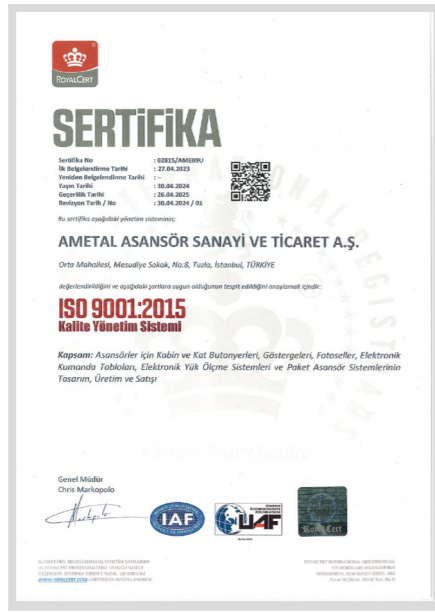 ROYALCERT
SERTİFİKA
Sertifika No : 02815/AME09U
İlk Belgelendirme Tarihi : 27.04.2023
Yeniden Belgelendirme Tarihi : --
Yayın Tarihi : 30.04.2024
Geçerlilik Tarihi : 26.04.2025
Revizyon Tarih / No : 30.04.2024 / 01
Bu sertifika aşağıdaki yönetim sisteminin;
AMETAL ASANSÖR SANAYİ VE TİCARET A.Ş.
Orta Mahallesi, Mesudiye Sokak, No:8, Tuzla, İstanbul, TÜRKİYE
değerlendirildiğini ve aşağıdaki şartlara uygun olduğunun tespit edildiğini onaylamak içindir:
ISO 9001:2015
Kalite Yönetim Sistemi
Kapsam: Asansörler için Kabin ve Kat Butonyerleri, Göstergeleri, Fotoseller, Elektronik
Kumanda Tabloları, Elektronik Yük Ölçme Sistemleri ve Paket Asansör Sistemlerinin
Tasarım, Üretim ve Satışı
Genel Müdür
Chris Markopolo
IAF
UAF
RoyalCert
WWW.ROYALCERT.COM